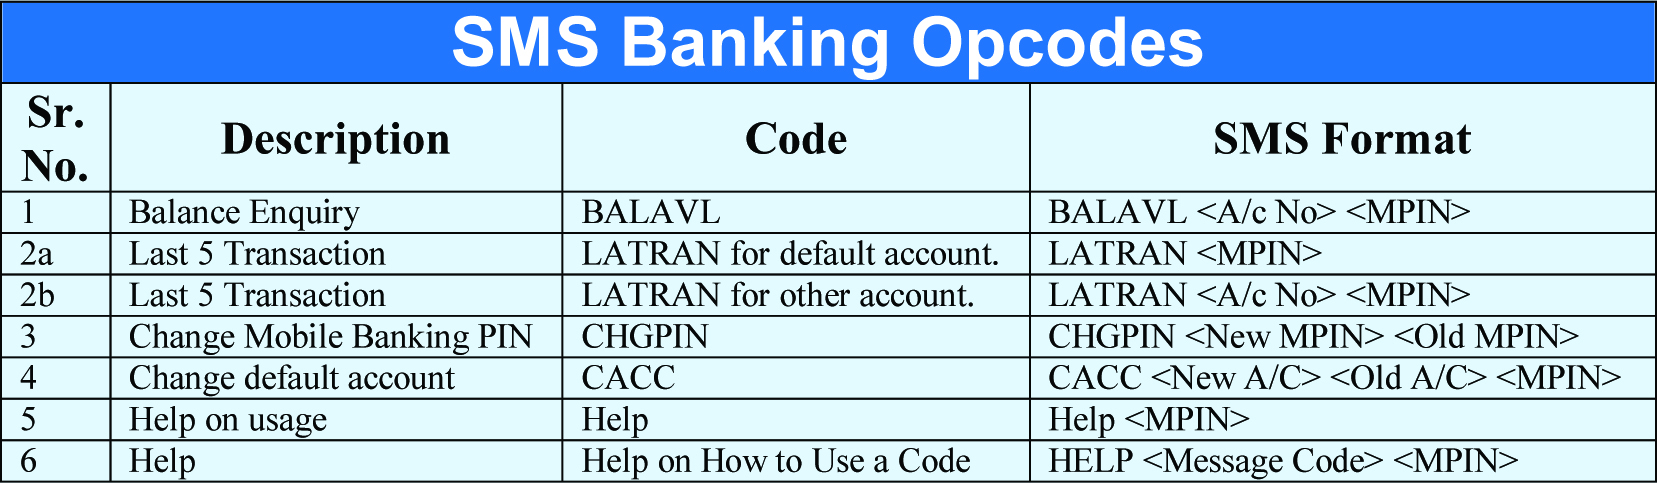 SMS Banking Opcodes
Sr. No. Description Code SMS Format
1 Balance Enquiry BALAVL BALAVL <A/c No> <MPIN>
2a Last 5 Transaction LATRAN for default account. LATRAN <MPIN>
2b Last 5 Transaction LATRAN for other account. LATRAN <A/c No> <MPIN>
3 Change Mobile Banking PIN CHGPIN CHGPIN <New MPIN> <Old MPIN>
4 Change default account CACC CACC <New A/C> <Old A/C> <MPIN>
5 Help on usage Help Help <MPIN>
6 Help Help on How to Use a Code HELP <Message Code> <MPIN>